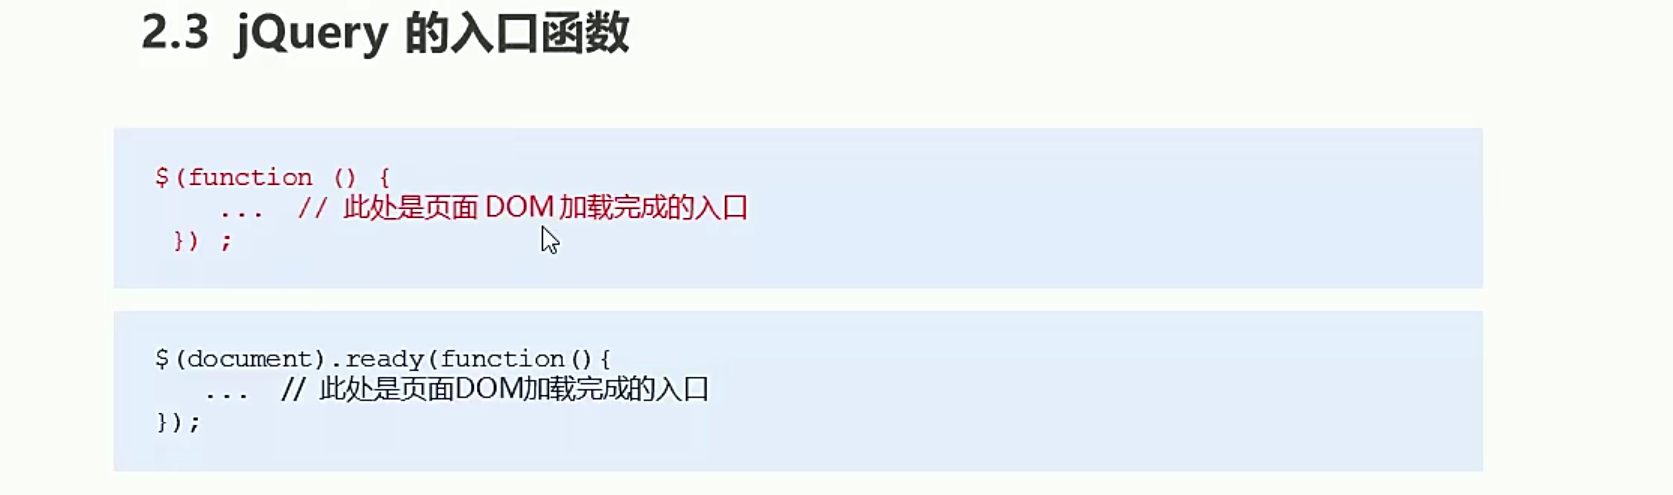 2.3 jQuery 的入口函数
$(function () {
... // 此处是页面 DOM 加载完成的入口
}) ;
$(document).ready(function(){
... // 此处是页面DOM加载完成的入口
});